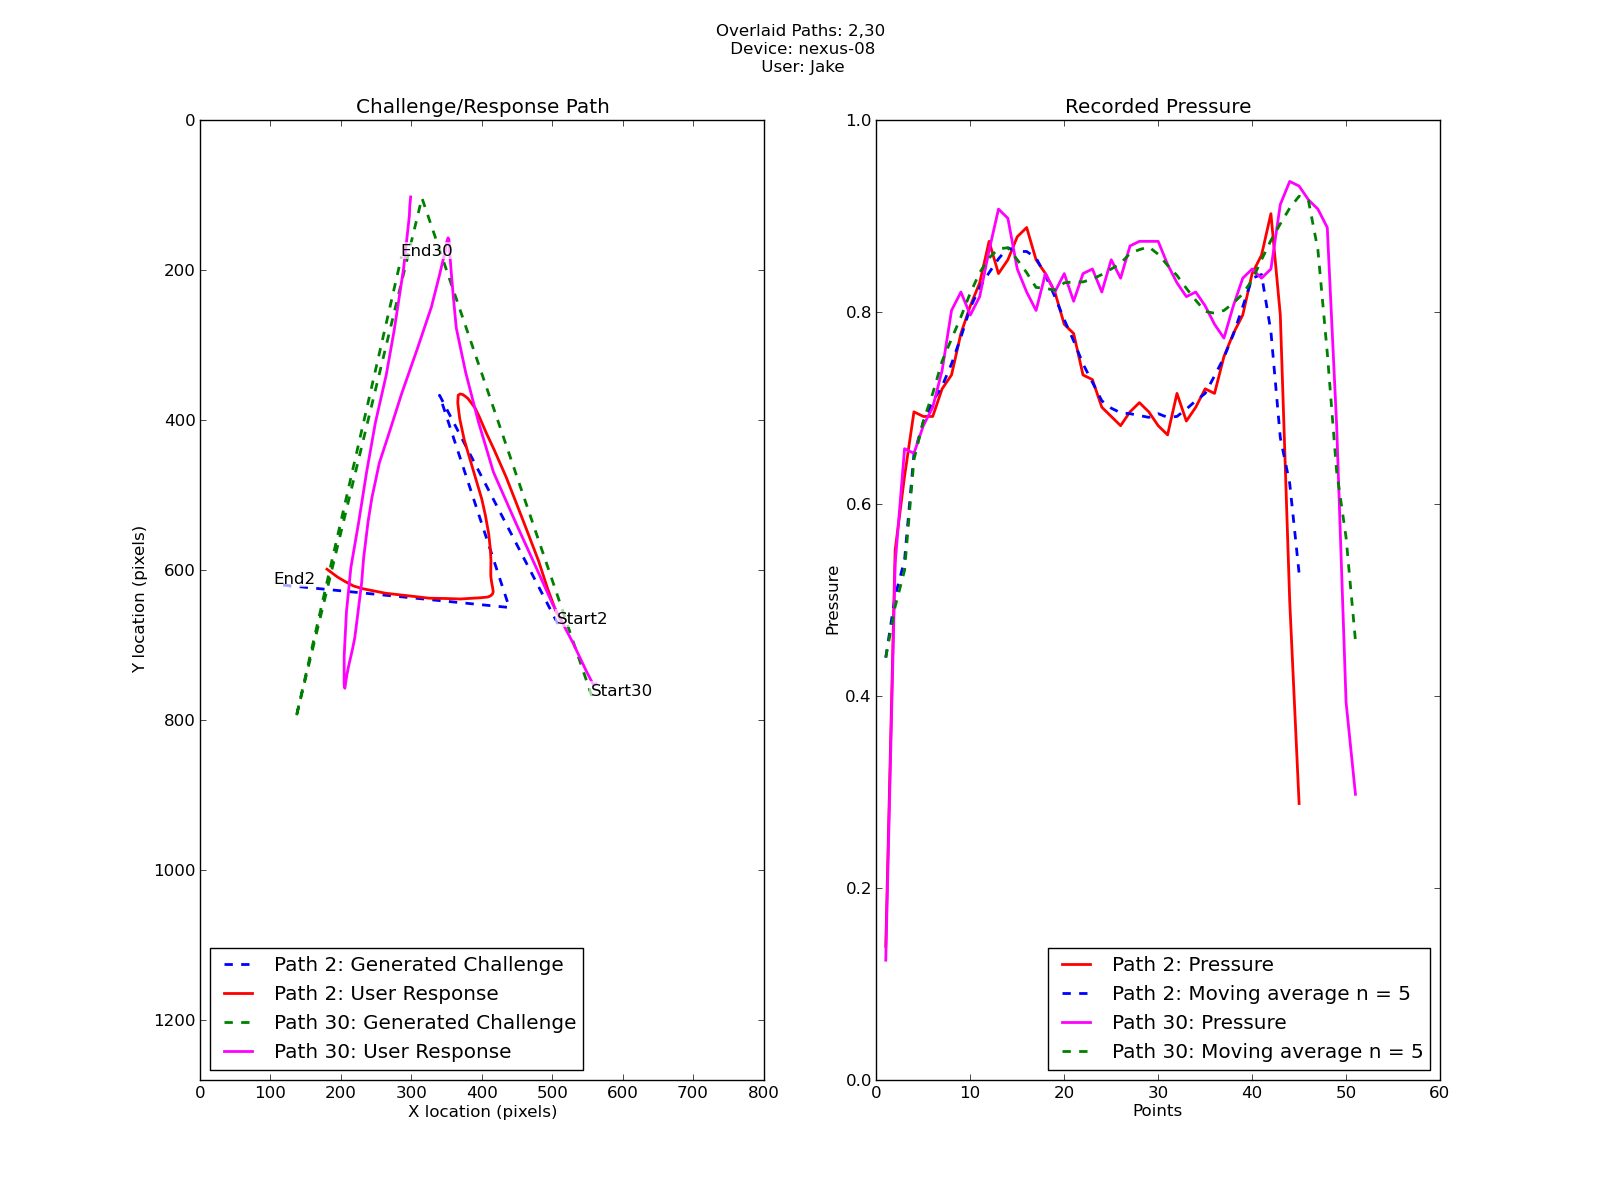 Overlaid Paths: 2,30
Device: nexus-08
User: Jake
Challenge/Response Path
0
200
400
600
800
1000
1200
Y location (pixels)
End30
End2
Start2
Start30
Path 2: Generated Challenge
Path 2: User Response
Path 30: Generated Challenge
Path 30: User Response
0 100 200 300 400 500 600 700 800
X location (pixels)
Recorded Pressure
1.0
0.8
0.6
0.4
0.2
0.0
Pressure
Path 2: Pressure
Path 2: Moving average n = 5
Path 30: Pressure
Path 30: Moving average n = 5
0 10 20 30 40 50 60
Points